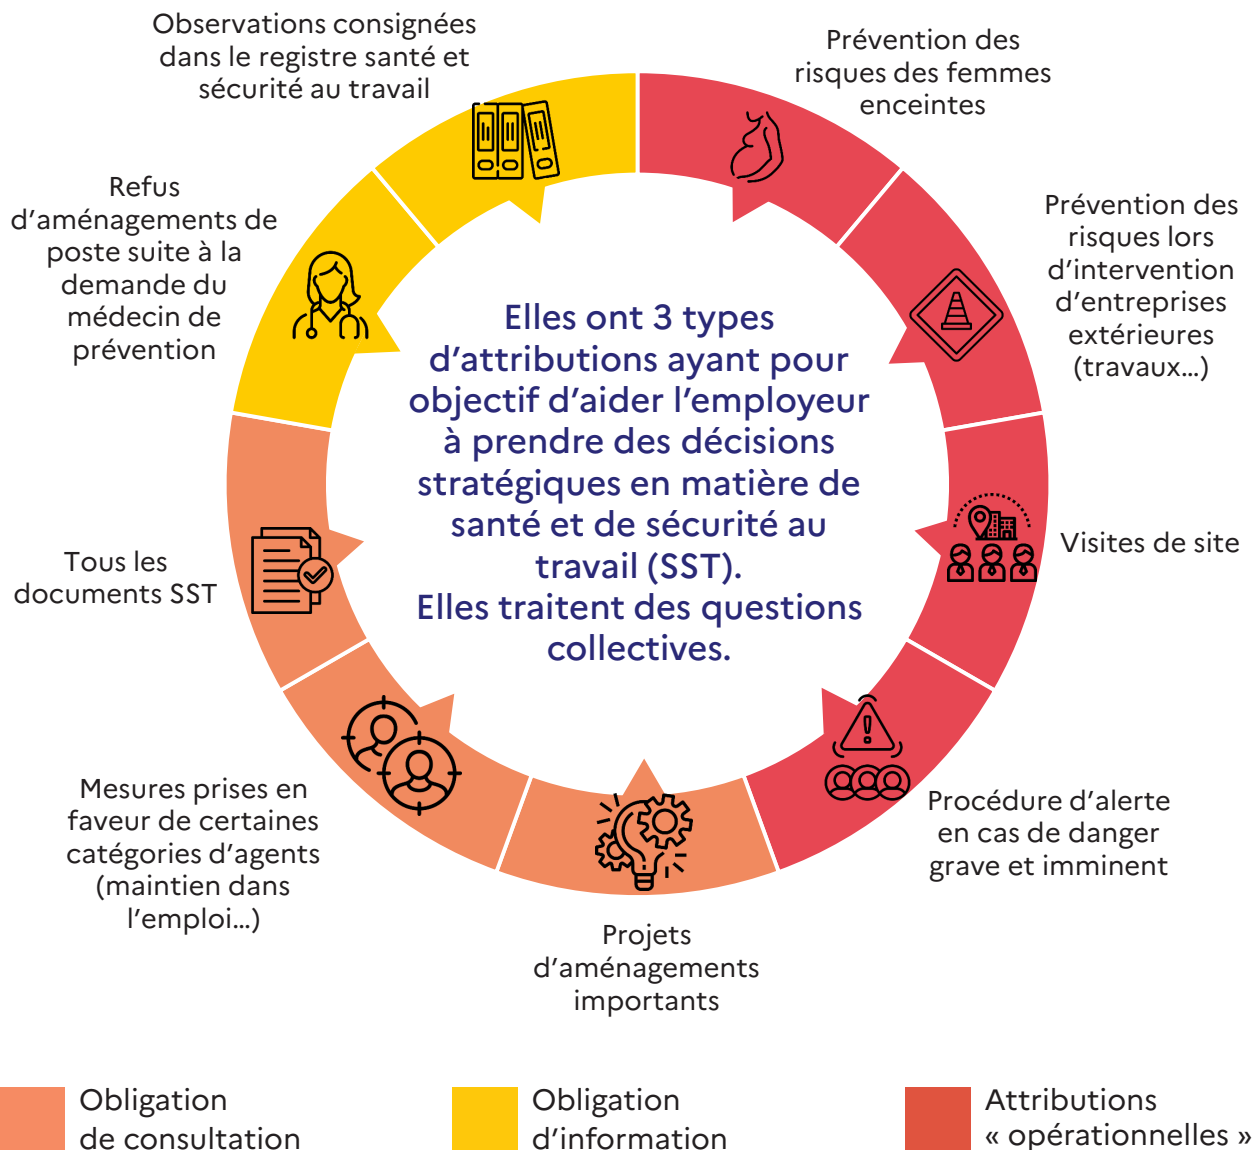 Observations consignées
dans le registre santé et
sécurité au travail
Prévention des
risques des femmes
enceintes
Refus
d’aménagements de
poste suite à la
demande du
médecin de
prévention
Prévention des
risques lors
d’intervention
d’entreprises
extérieures
(travaux…)
Elles ont 3 types
d’attributions ayant pour
objectif d’aider l’employeur
à prendre des décisions
stratégiques en matière de
santé et de sécurité au
travail (SST).
Elles traitent des questions
collectives.
Tous les
documents SST
Visites de site
Mesures prises en
faveur de certaines
catégories d’agents
(maintien dans
l’emploi…)
Procédure d’alerte
en cas de danger
grave et imminent
Projets
d’aménagements
importants
Obligation
de consultation
Obligation
d’information
Attributions
« opérationnelles »